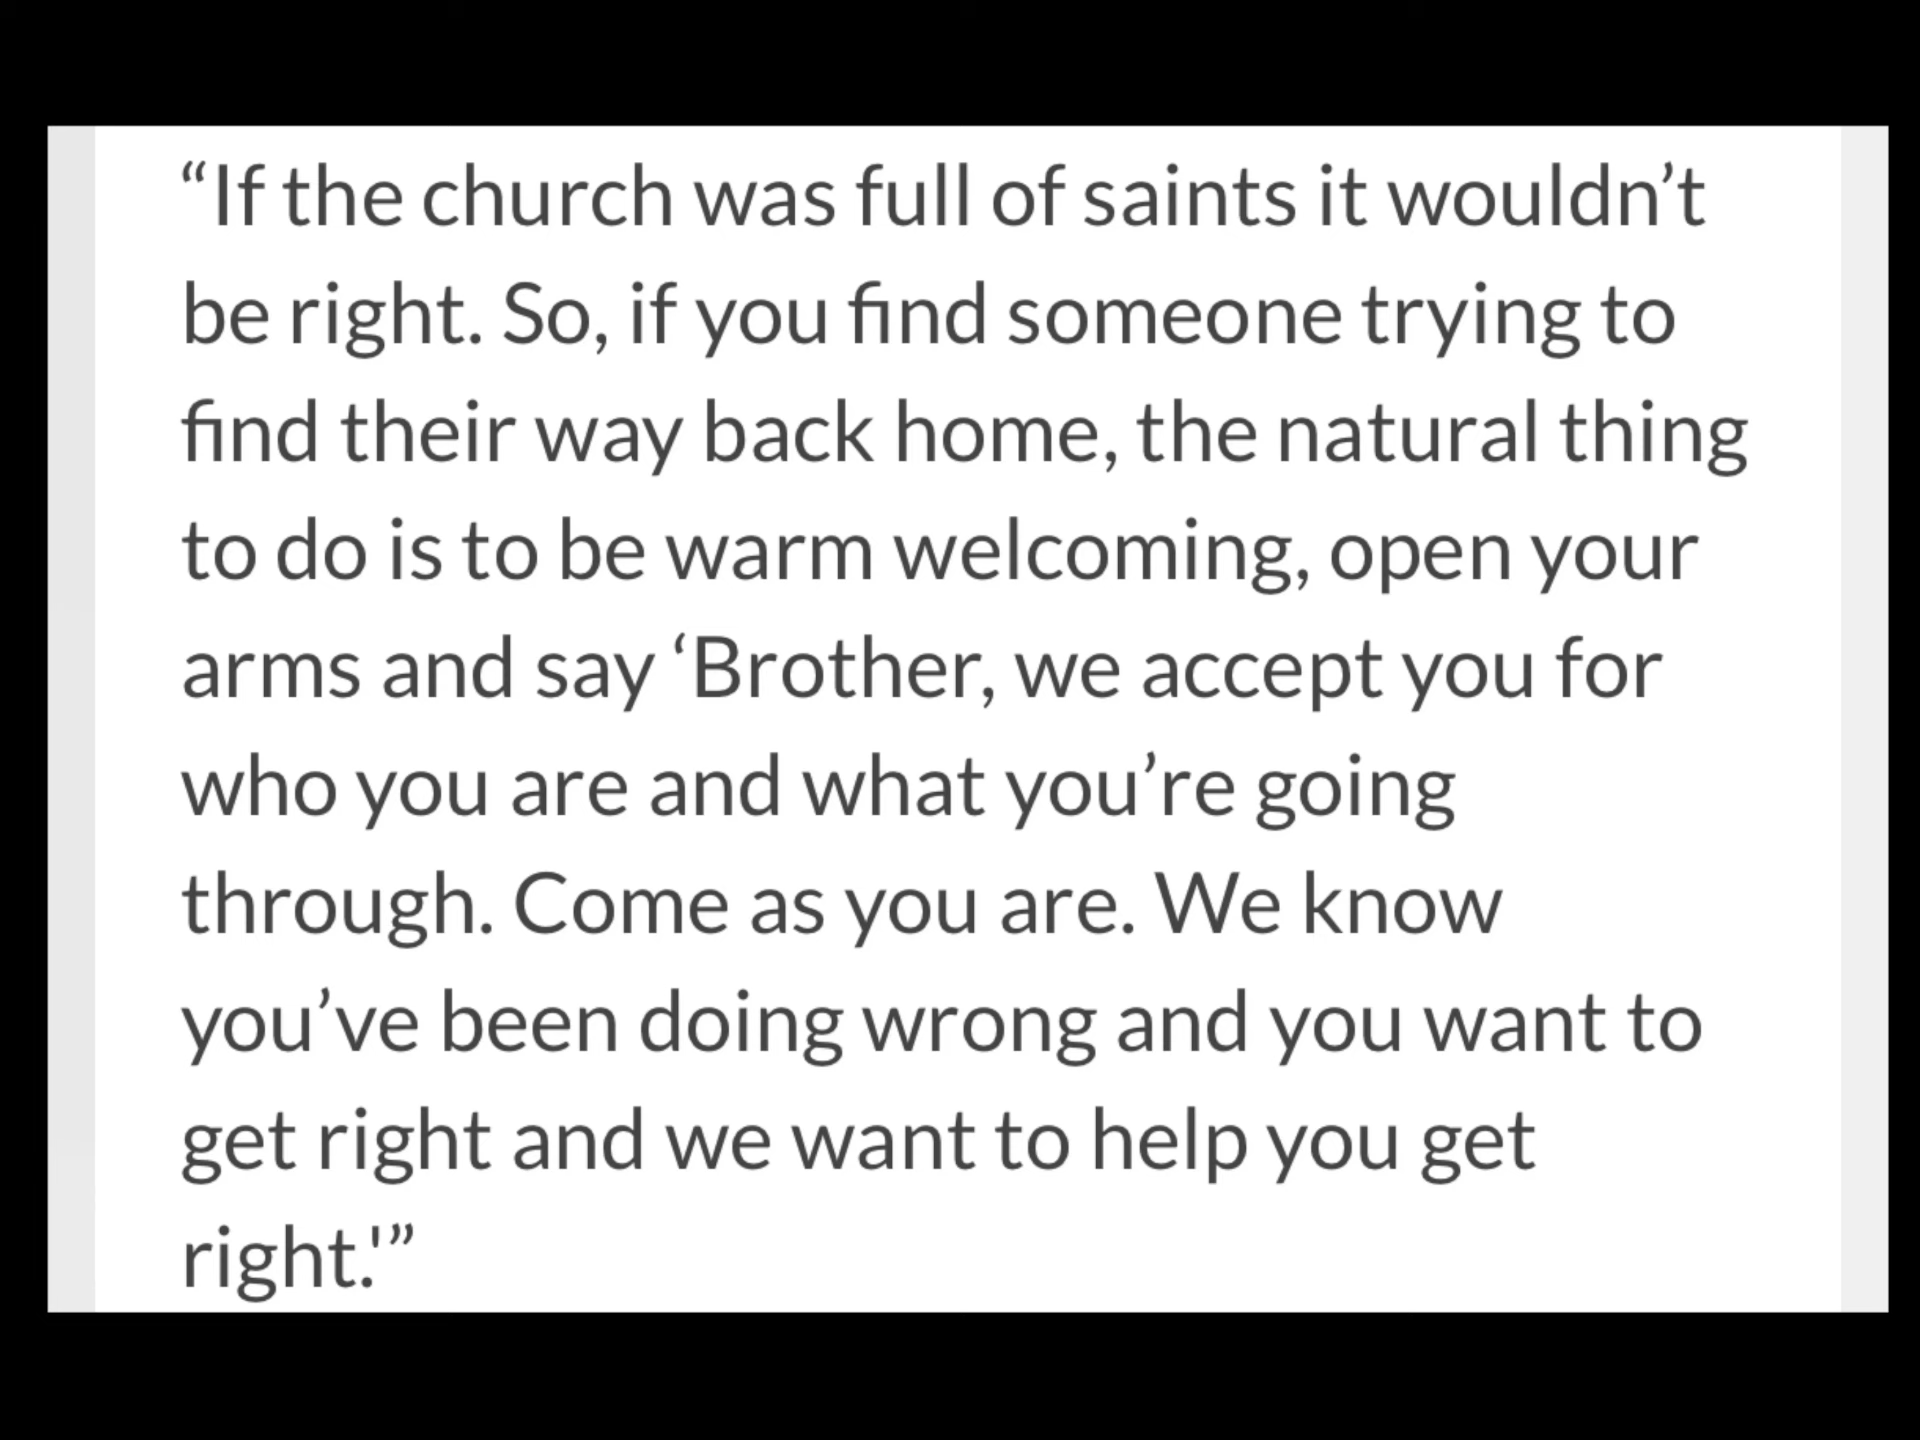 “If the church was full of saints it wouldn’t
be right. So, if you find someone trying to
find their way back home, the natural thing
to do is to be warm welcoming, open your
arms and say ‘Brother, we accept you for
who you are and what you’re going
through. Come as you are. We know
you’ve been doing wrong and you want to
get right and we want to help you get
right.'”